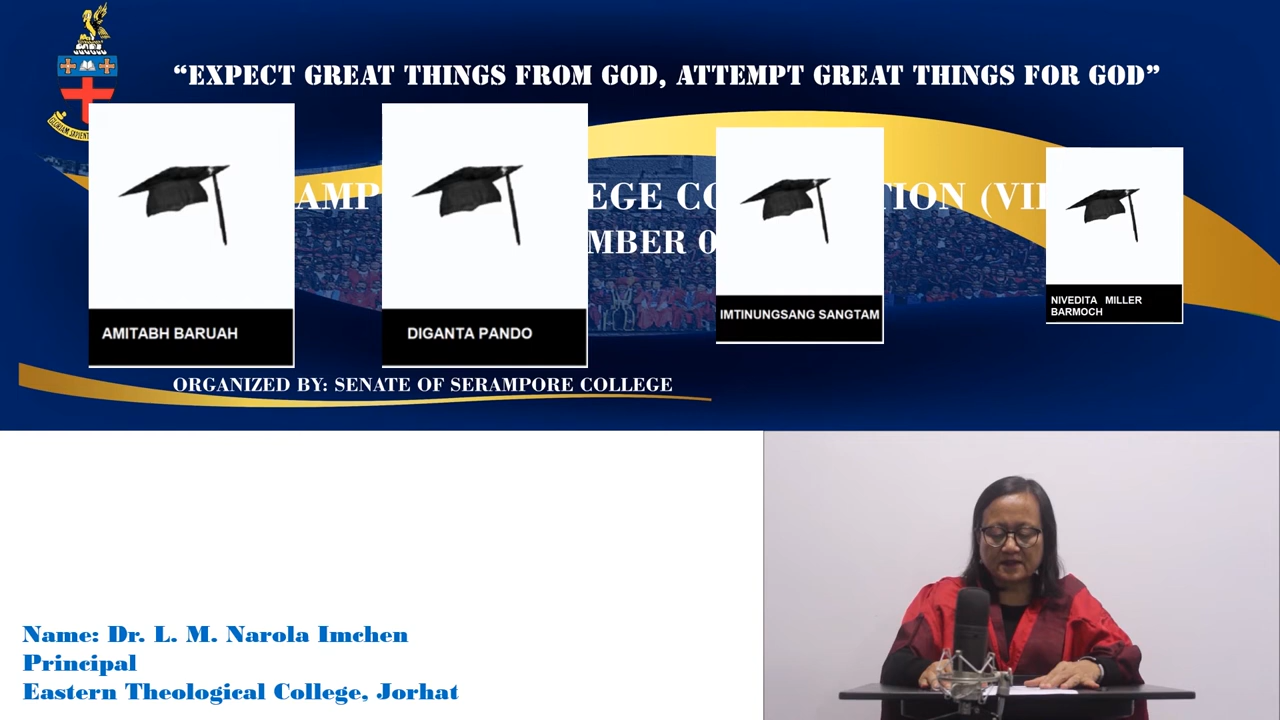 “EXPECT GREAT THINGS FROM GOD, ATTEMPT GREAT THINGS FOR GOD”
AMITABH BARUAH
DIGANTA PANDO
IMTINUNGSANG SANGTAM
NIVEDITA MILLER
BARMOCH
ORGANIZED BY: SENATE OF SERAMPORE COLLEGE
Name: Dr. L. M. Narola Imchen
Principal
Eastern Theological College, Jorhat